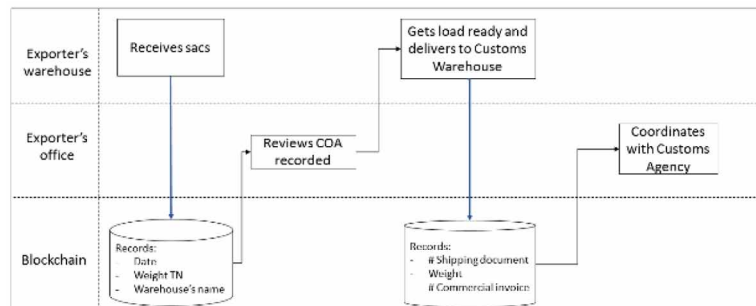 Exporter's
warehouse
Receives sacs
Gets load ready and
delivers to Customs
Warehouse
Exporter's
office
Reviews COA
recorded
Coordinates
with Customs
Agency
Blockchain
Records:
- Date
- Weight TN
- Warehouse's name
Records:
- # Shipping document
- Weight
# Commercial invoice